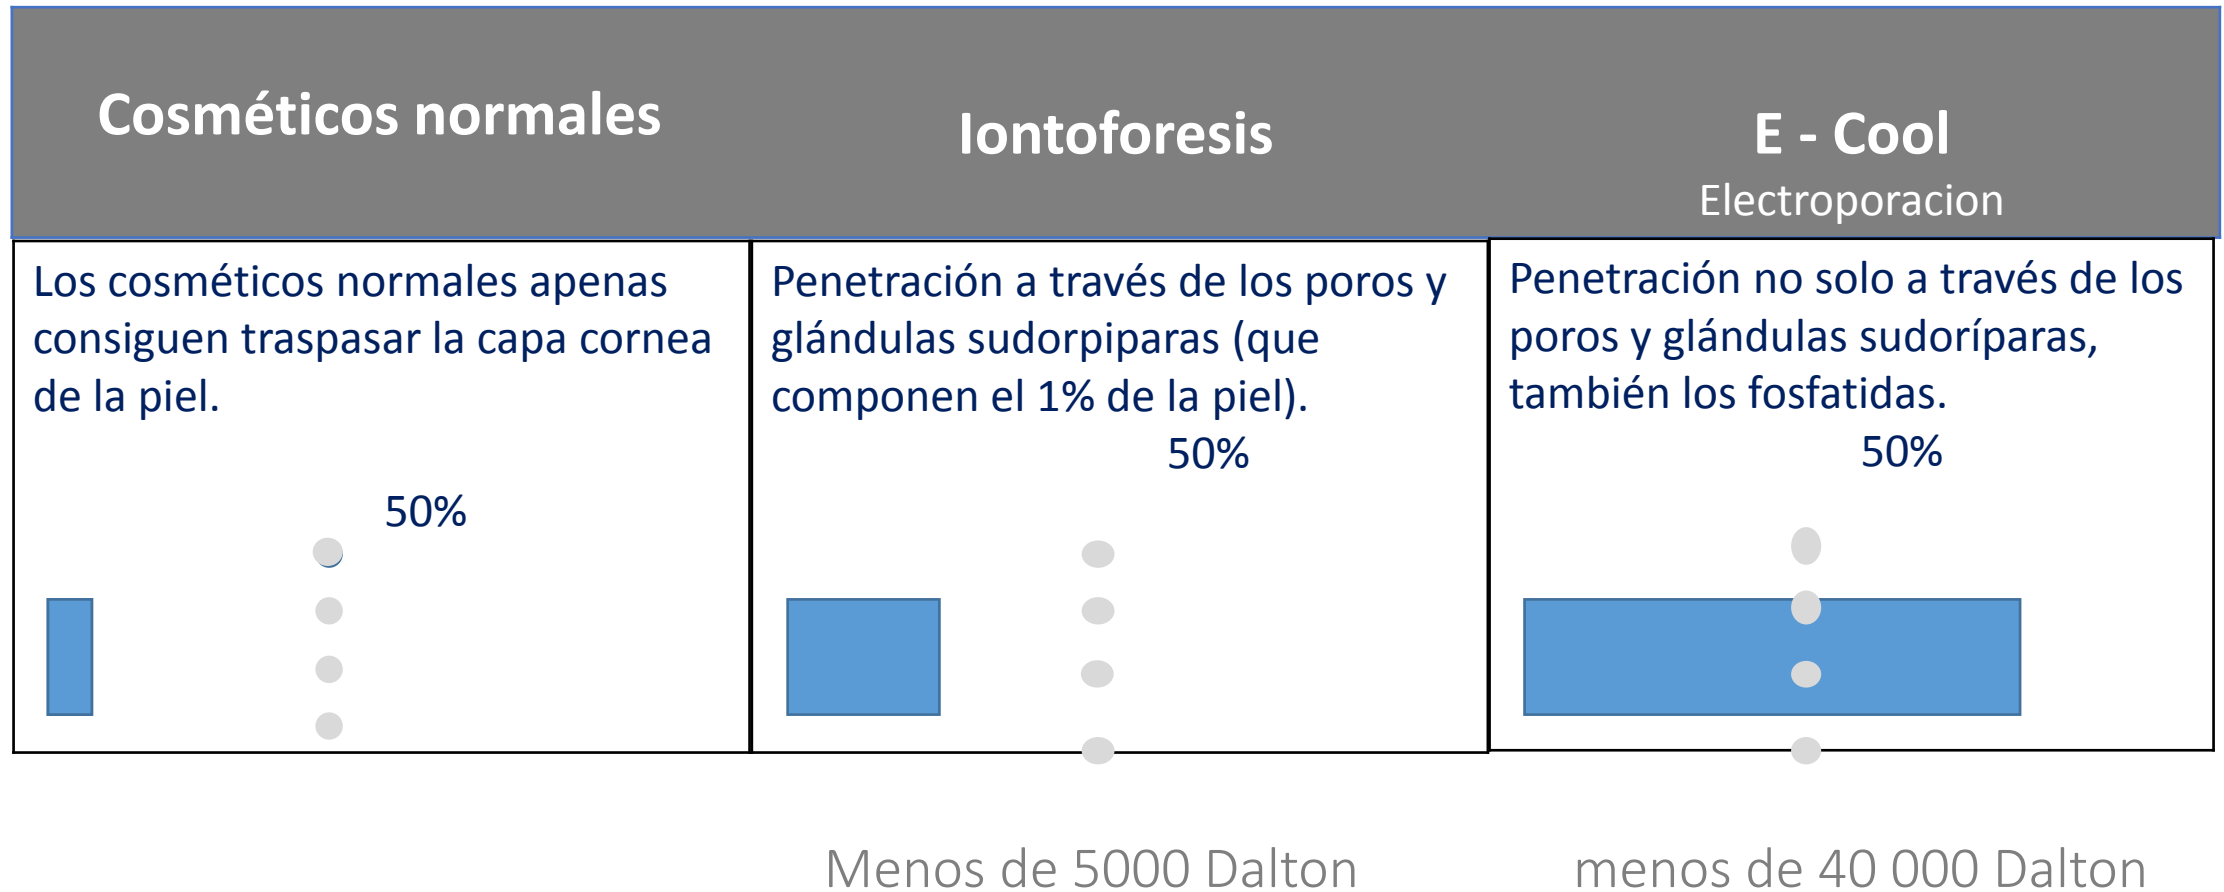 Cosméticos normales
Iontoforesis
E - Cool
Electroporacion
Los cosméticos normales apenas
consiguen traspasar la capa cornea
de la piel.
50%
Penetración a través de los poros y
glándulas sudorpiparas (que
componen el 1% de la piel).
50%
Penetración no solo a través de los
poros y glándulas sudoríparas,
también los fosfatidas.
50%
Menos de 5000 Dalton
menos de 40 000 Dalton